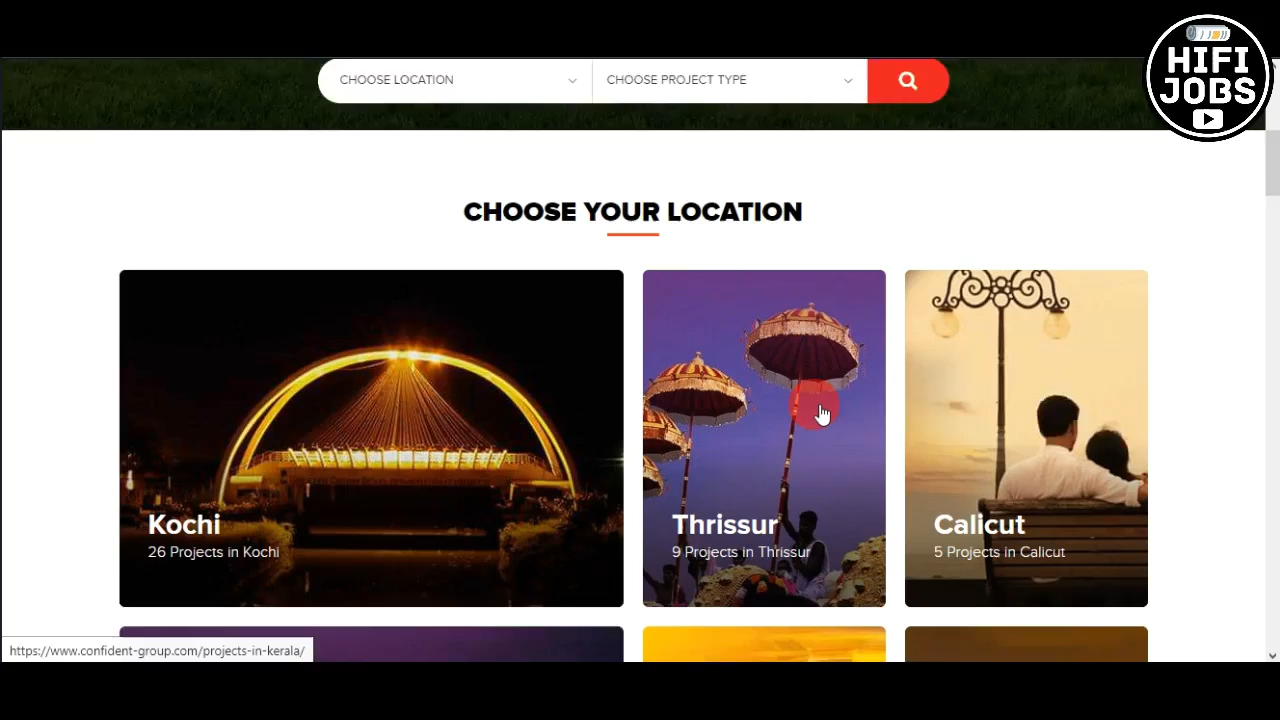 HIFI
JOBS
CHOOSE LOCATION
CHOOSE PROJECT TYPE
CHOOSE YOUR LOCATION
Kochi
26 Projects in Kochi
Thrissur
9 Projects in Thrissur
Calicut
5 Projects in Calicut
https://www.confident-group.com/projects-in-kerala/